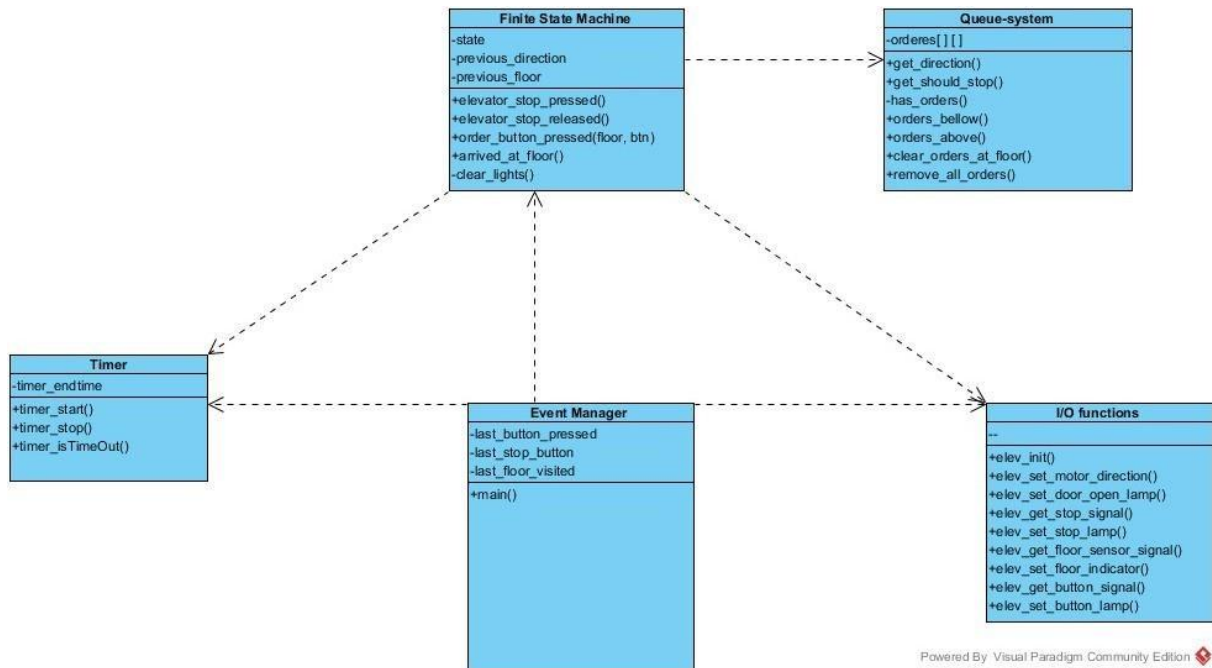 Finite State Machine
-state
-previous_direction
-previous_floor
+elevator_stop_pressed()
+elevator_stop_released()
+order_button_pressed(floor, btn)
+arrived_at_floor()
-clear_lights()
Queue-system
-orderes[ ] [ ]
+get_direction()
+get_should_stop()
-has_orders()
+orders_bellow()
+orders_above()
+clear_orders_at_floor()
+remove_all_orders()
Timer
-timer_endtime
+timer_start()
+timer_stop()
+timer_isTimeOut()
Event Manager
-last_button_pressed
-last_stop_button
-last_floor_visited
+main()
I/O functions
--
+elev_init()
+elev_set_motor_direction()
+elev_set_door_open_lamp()
+elev_get_stop_signal()
+elev_set_stop_lamp()
+elev_get_floor_sensor_signal()
+elev_set_floor_indicator()
+elev_get_button_signal()
+elev_set_button_lamp()
Powered By Visual Paradigm Community Edition